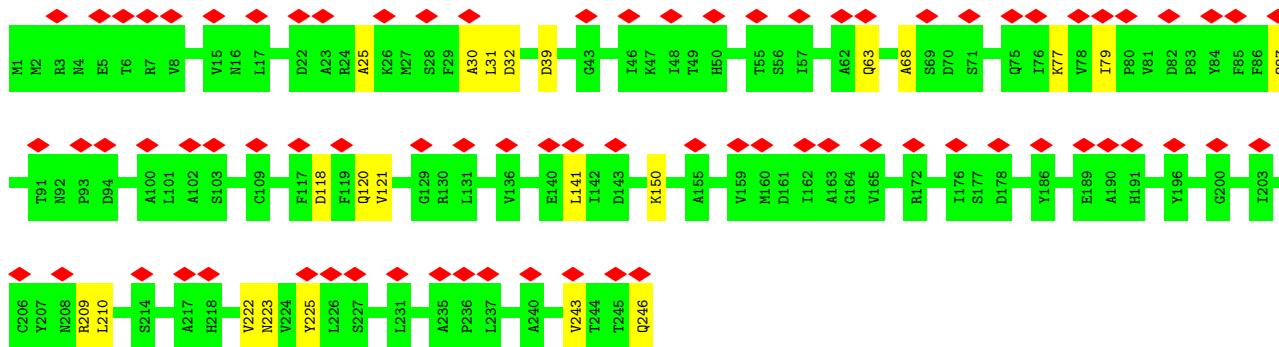 M1 M2 R3 N4 E5 T6 R7 V8 V15 N16 L17 D22 A23 R24 A25 K26 M27 S28 F29 A30 L31 D32 D39 G43 I46 K47 I48 T49 H50 T55 S56 I57 A62 Q63 A68 S69 D70 S71 Q75 I76 K77 V78 I79 P80 V81 D82 P83 Y84 F85 F86
T91 N92 P93 D94 A100 L101 A102 S103 C109 F117 D118 F119 Q120 V121 G129 R130 L131 V136 E140 L141 I142 D143 K150 A155 V159 M160 D161 I162 A163 G164 V165 R172 I176 S177 D178 Y186 E189 A190 H191 Y196 G200 I203
C206 Y207 N208 R209 L210 S214 A217 H218 V222 N223 V224 Y225 L226 S227 L231 A235 P236 L237 A240 V243 T244 T245 Q246